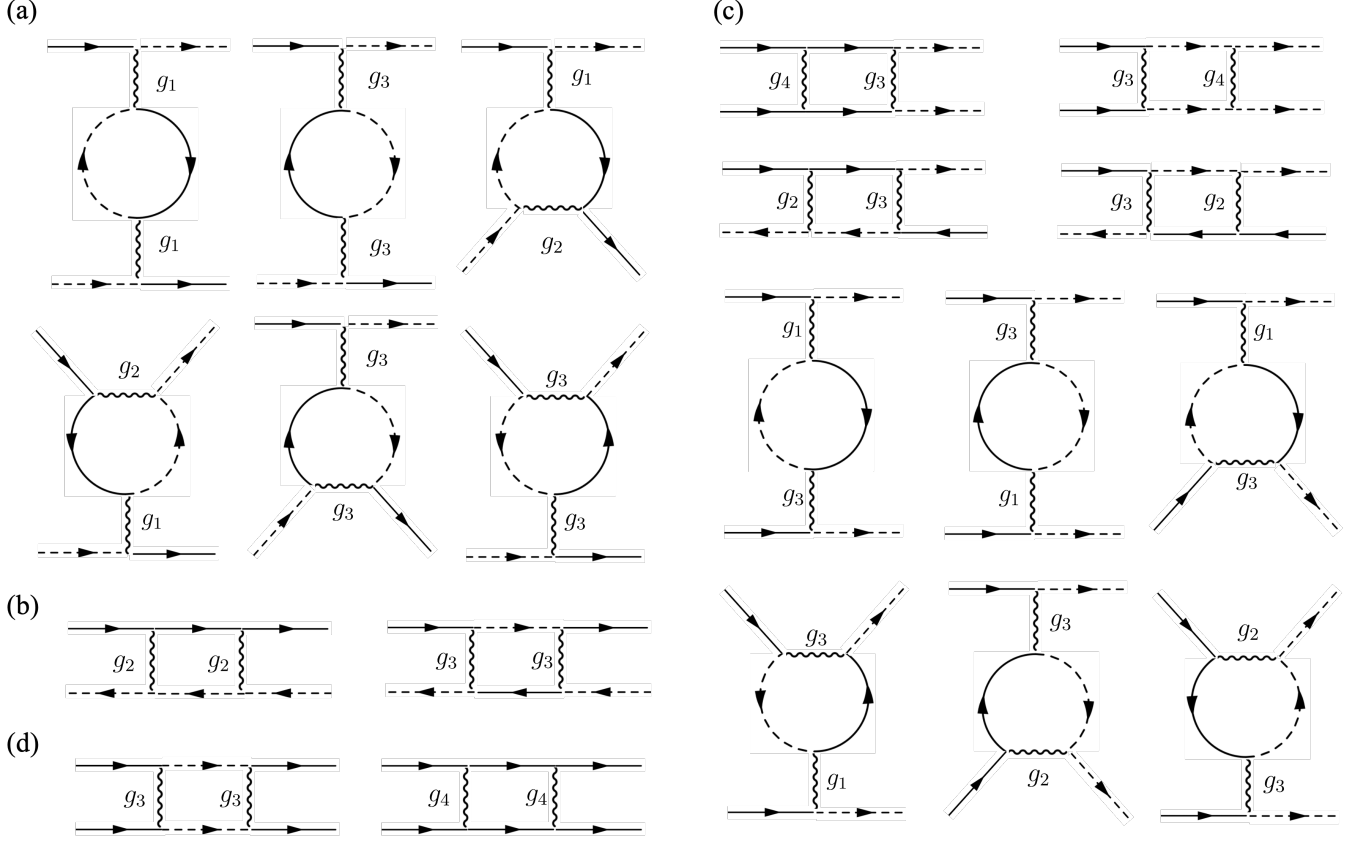 (a)
g₁ g₃ g₁
g₁ g₃ g₂
g₂ g₃ g₃
g₁ g₃ g₃
(b)
g₂ g₂ g₃ g₃
(d)
g₃ g₃ g₄ g₄
(c)
g₄ g₃ g₃ g₄
g₂ g₃ g₃ g₂
g₁ g₃ g₁
g₃ g₁ g₃
g₃ g₃ g₂
g₁ g₂ g₃